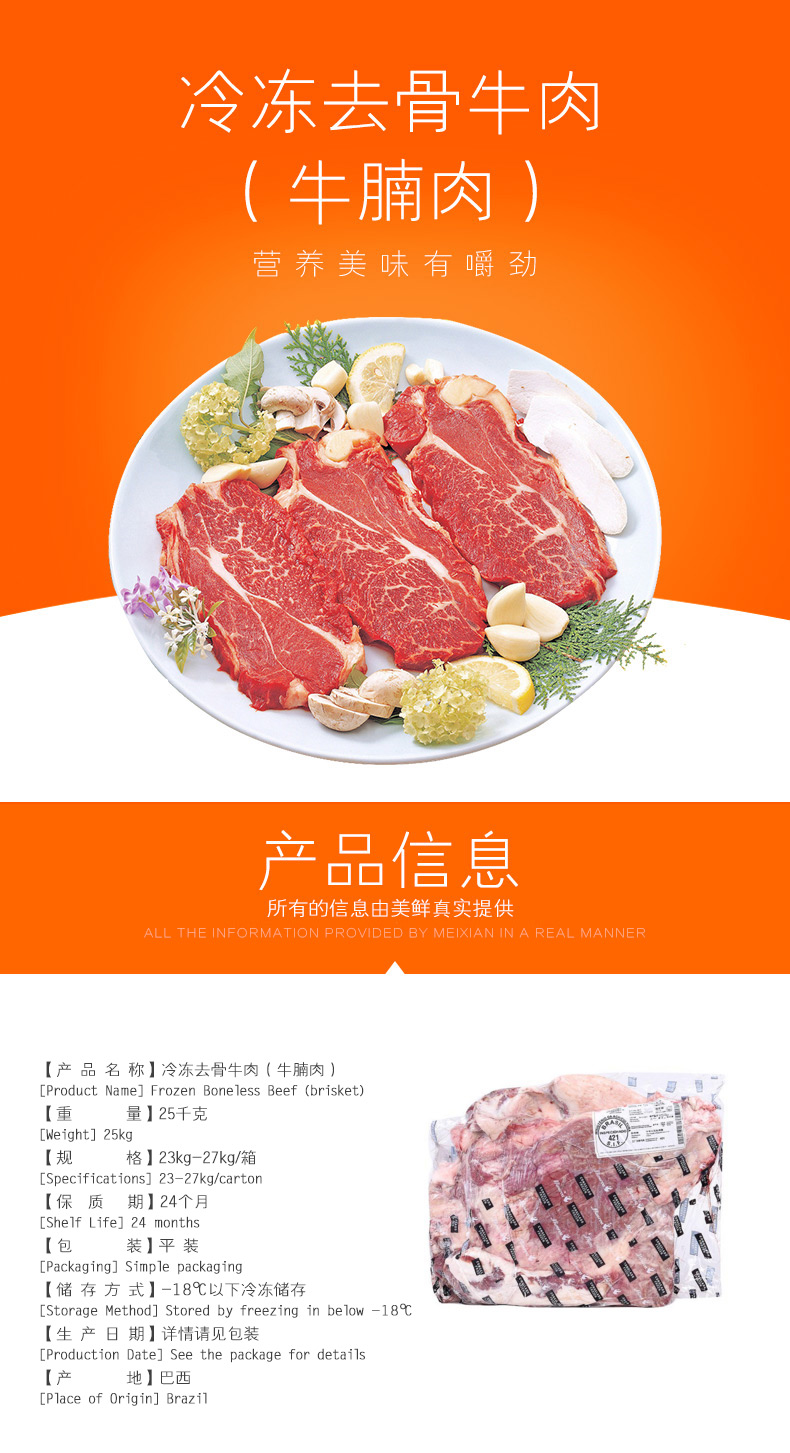 冷冻去骨牛肉
（牛腩肉）
营养美味有嚼劲
产品信息
所有的信息由美鲜真实提供
ALL THE INFORMATION PROVIDED BY MEIXIAN IN A REAL MANNER
【产品名称】冷冻去骨牛肉（牛腩肉）
[Product Name] Frozen Boneless Beef (brisket)
【重量】25千克
[Weight] 25kg
【规格】23kg-27kg/箱
[Specifications] 23-27kg/carton
【保质期】24个月
[Shelf Life] 24 months
【包装】平装
[Packaging] Simple packaging
【储存方式】-18℃以下冷冻储存
[Storage Method] Stored by freezing in below -18℃
【生产日期】详情请见包装
[Production Date] See the package for details
【产地】巴西
[Place of Origin] Brazil
BRASIL
421
S.I.F.